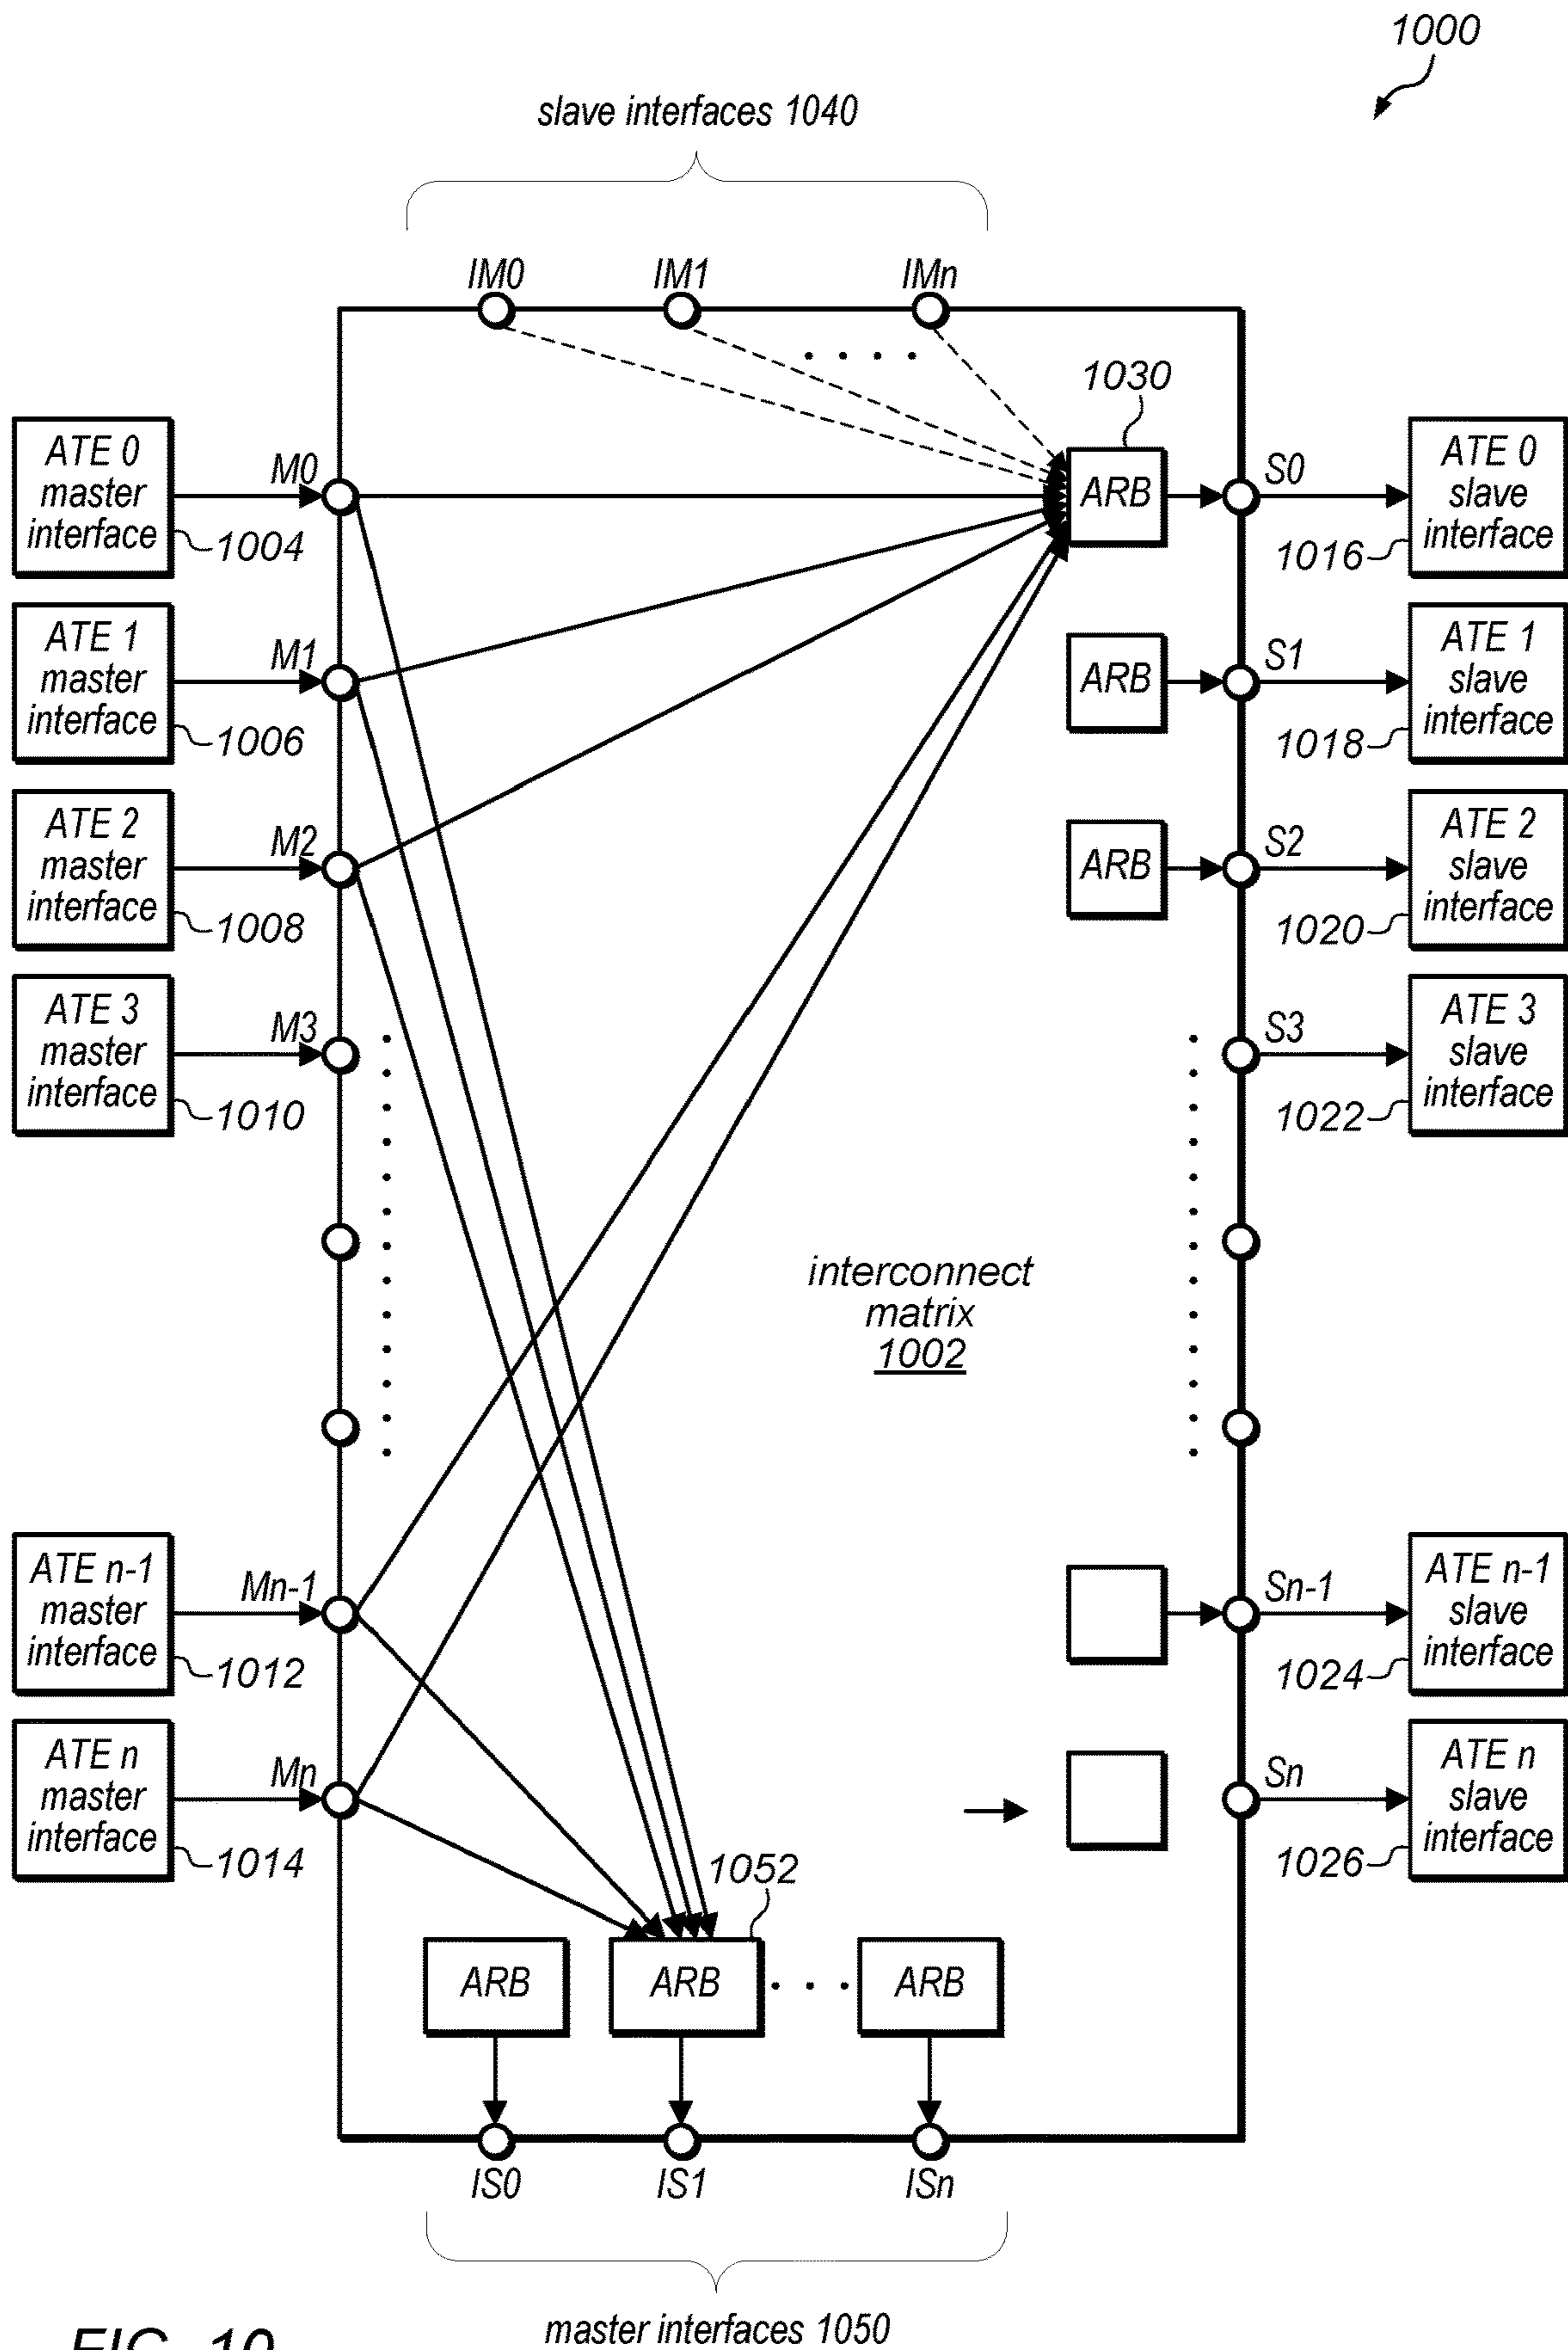 1000
slave interfaces 1040
IM0
IM1
IMn
1030
ATE 0
master
interface
1004
M0
ARB
S0
ATE 0
slave
interface
1016
ATE 1
master
interface
1006
M1
ARB
S1
ATE 1
slave
interface
1018
ATE 2
master
interface
1008
M2
ARB
S2
ATE 2
slave
interface
1020
ATE 3
master
interface
1010
M3
S3
ATE 3
slave
interface
1022
interconnect
matrix
1002
ATE n-1
master
interface
1012
Mn-1
Sn-1
ATE n-1
slave
interface
1024
ATE n
master
interface
1014
Mn
Sn
ATE n
slave
interface
1026
1052
ARB
ARB
ARB
IS0
IS1
ISn
master interfaces 1050
FIG. 10